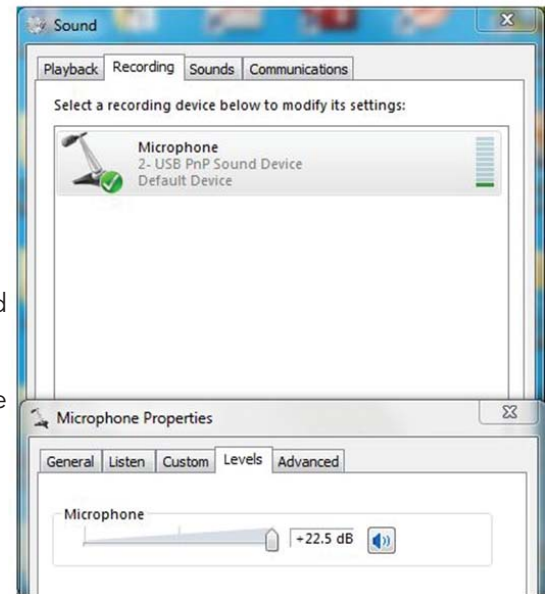 Sound
Playback Recording Sounds Communications
Select a recording device below to modify its settings:
Microphone
2- USB PnP Sound Device
Default Device
d
e
Microphone Properties
General Listen Custom Levels Advanced
Microphone
+22.5 dB